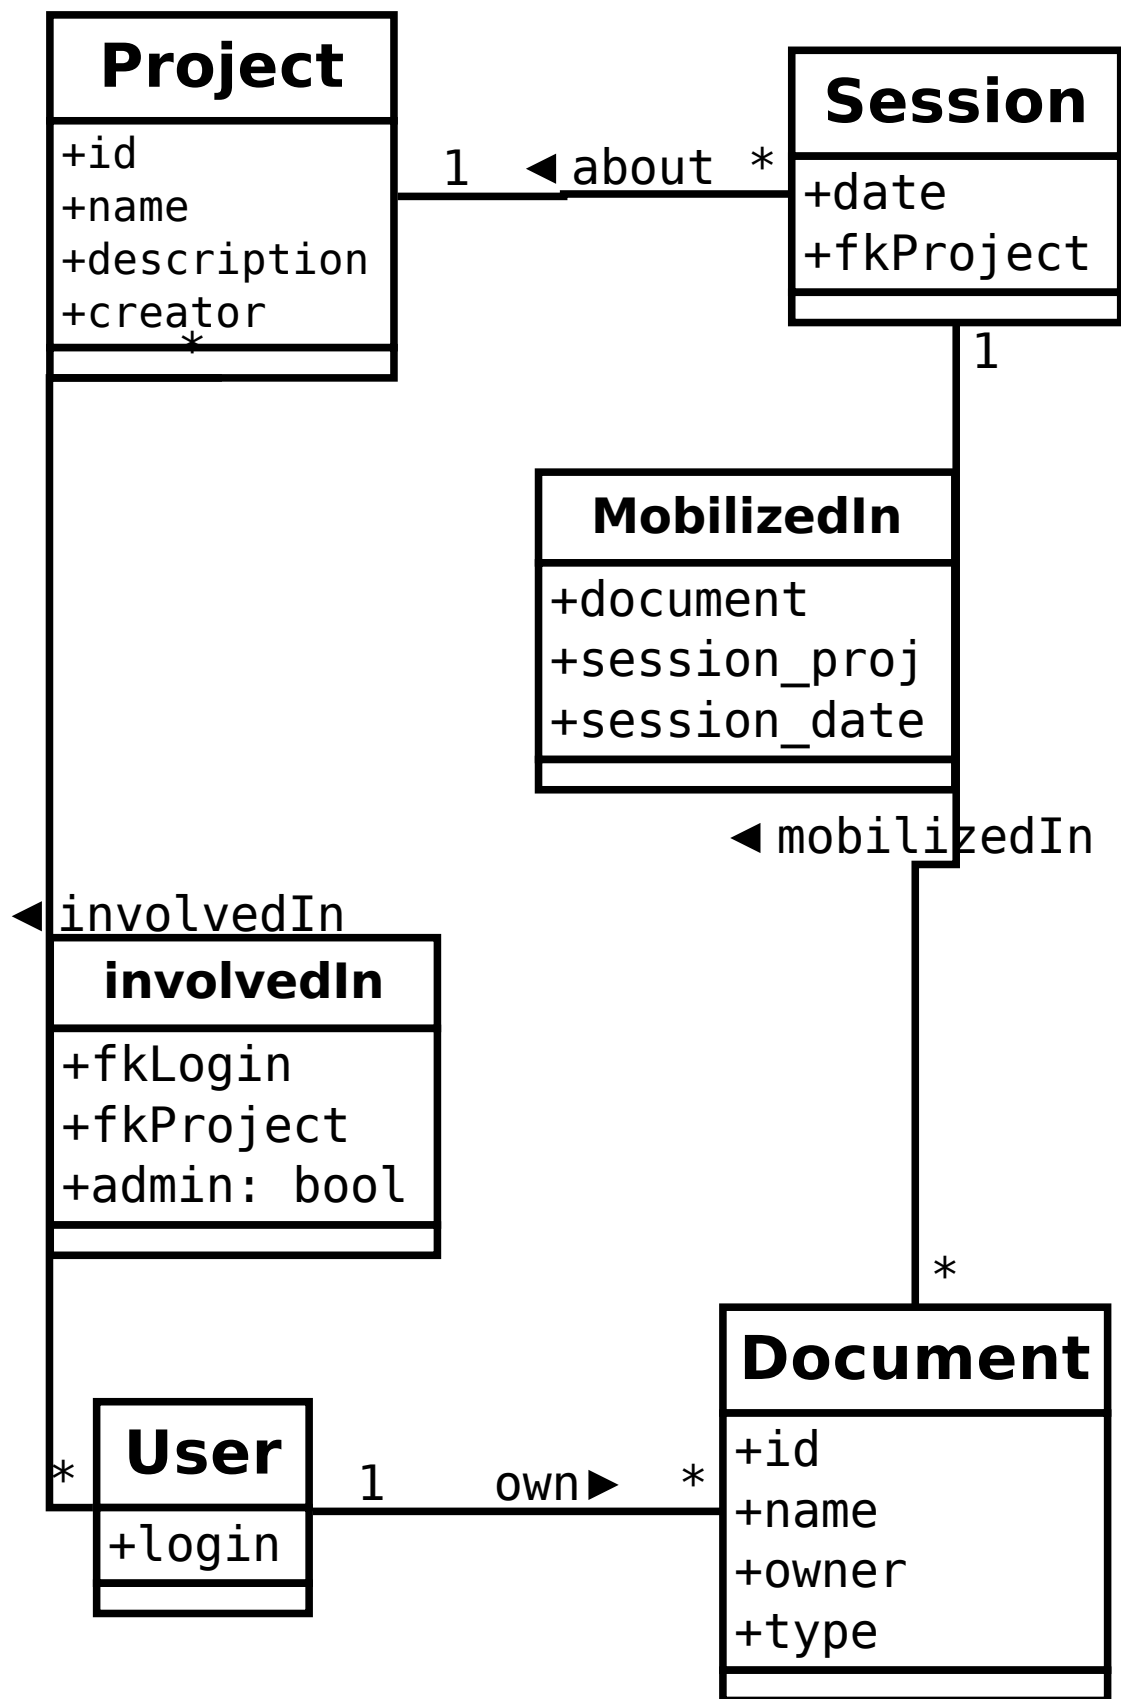 Project
+id
+name
+description
+creator
*
1
◀ about
*
Session
+date
+fkProject
1
MobilizedIn
+document
+session_proj
+session_date
◀ mobilizedIn
◀ involvedIn
involvedIn
+fkLogin
+fkProject
+admin: bool
*
User
+login
*
1
own▶
*
Document
+id
+name
+owner
+type